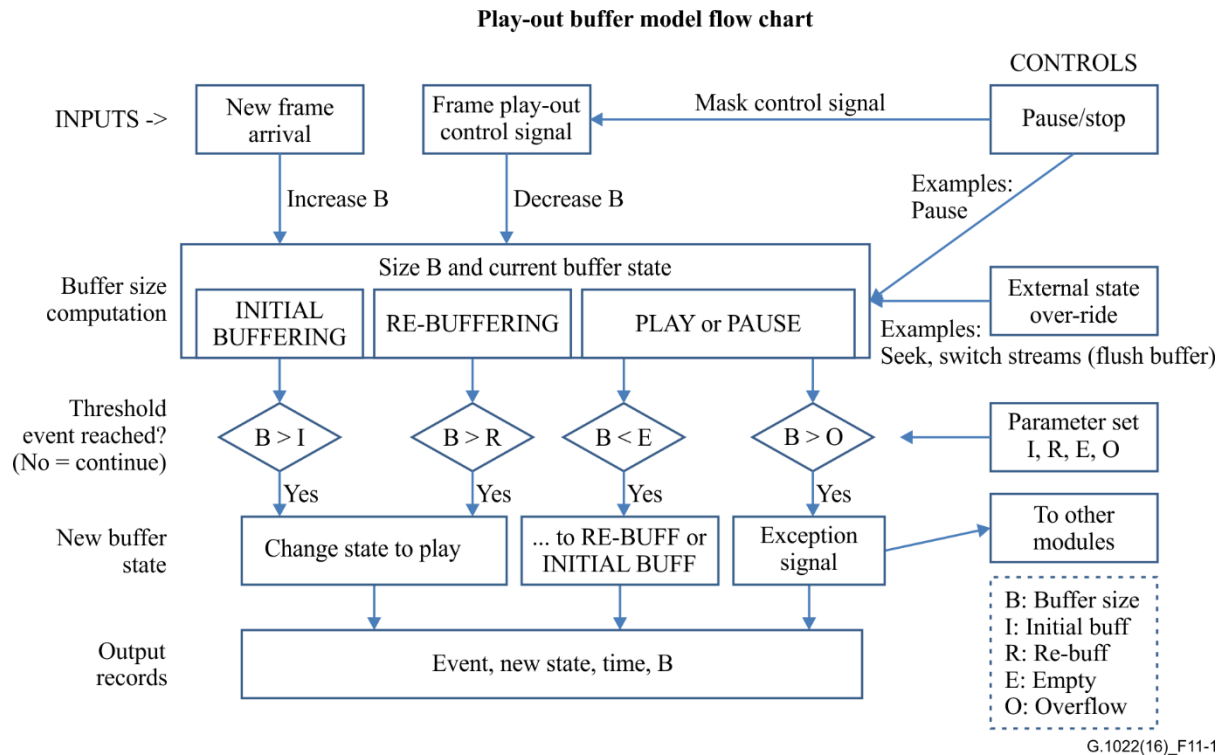 Play-out buffer model flow chart
CONTROLS
INPUTS ->
New frame
arrival
Frame play-out
control signal
Mask control signal
Pause/stop
Increase B
Decrease B
Examples:
Pause
Buffer size
computation
Size B and current buffer state
INITIAL
BUFFERING
RE-BUFFERING
PLAY or PAUSE
External state
over-ride
Examples:
Seek, switch streams (flush buffer)
Threshold
event reached?
(No = continue)
B > I
B > R
B < E
B > O
Parameter set
I, R, E, O
Yes
Yes
Yes
Yes
New buffer
state
Change state to play
... to RE-BUFF or
INITIAL BUFF
Exception
signal
To other
modules
Output
records
Event, new state, time, B
B: Buffer size
I: Initial buff
R: Re-buff
E: Empty
O: Overflow
G.1022(16)_F11-1